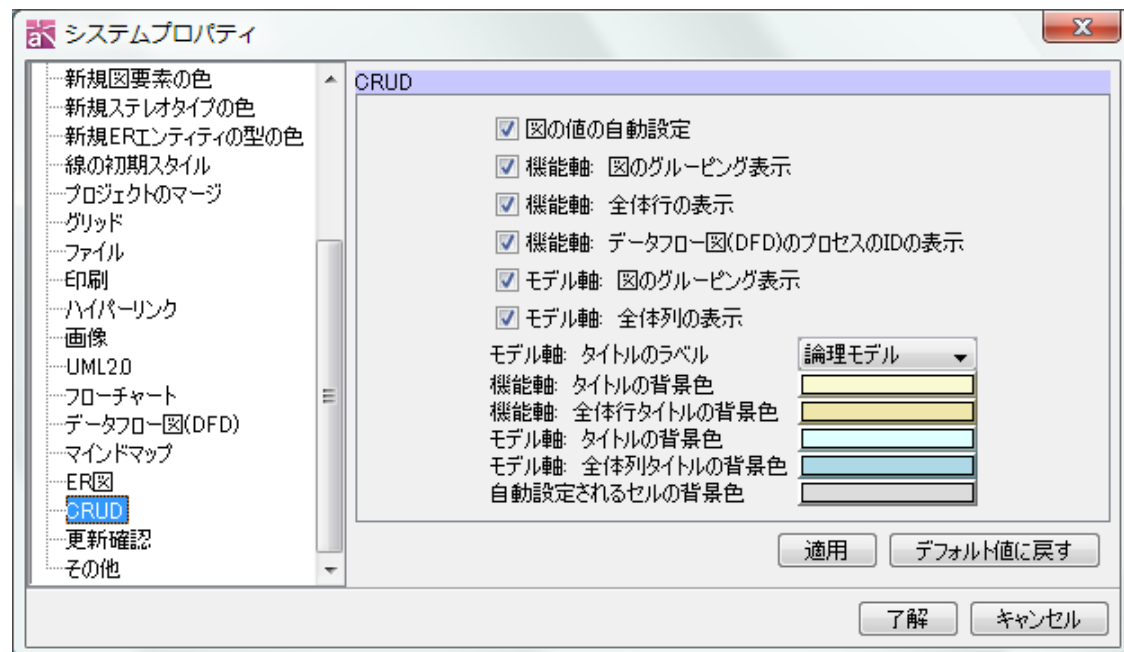 システムプロパティ
新規図要素の色
新規ステレオタイプの色
新規ERエンティティの型の色
線の初期スタイル
プロジェクトのマージ
グリッド
ファイル
印刷
ハイパーリンク
画像
UML2.0
フローチャート
データフロー図(DFD)
マインドマップ
ER図
CRUD
更新確認
その他
CRUD
図の値の自動設定
機能軸: 図のグルーピング表示
機能軸: 全体行の表示
機能軸: データフロー図(DFD)のプロセスのIDの表示
モデル軸: 図のグルーピング表示
モデル軸: 全体列の表示
モデル軸: タイトルのラベル 論理モデル
機能軸: タイトルの背景色
機能軸: 全体行タイトルの背景色
モデル軸: タイトルの背景色
モデル軸: 全体列タイトルの背景色
自動設定されるセルの背景色
適用 デフォルト値に戻す
了解 キャンセル